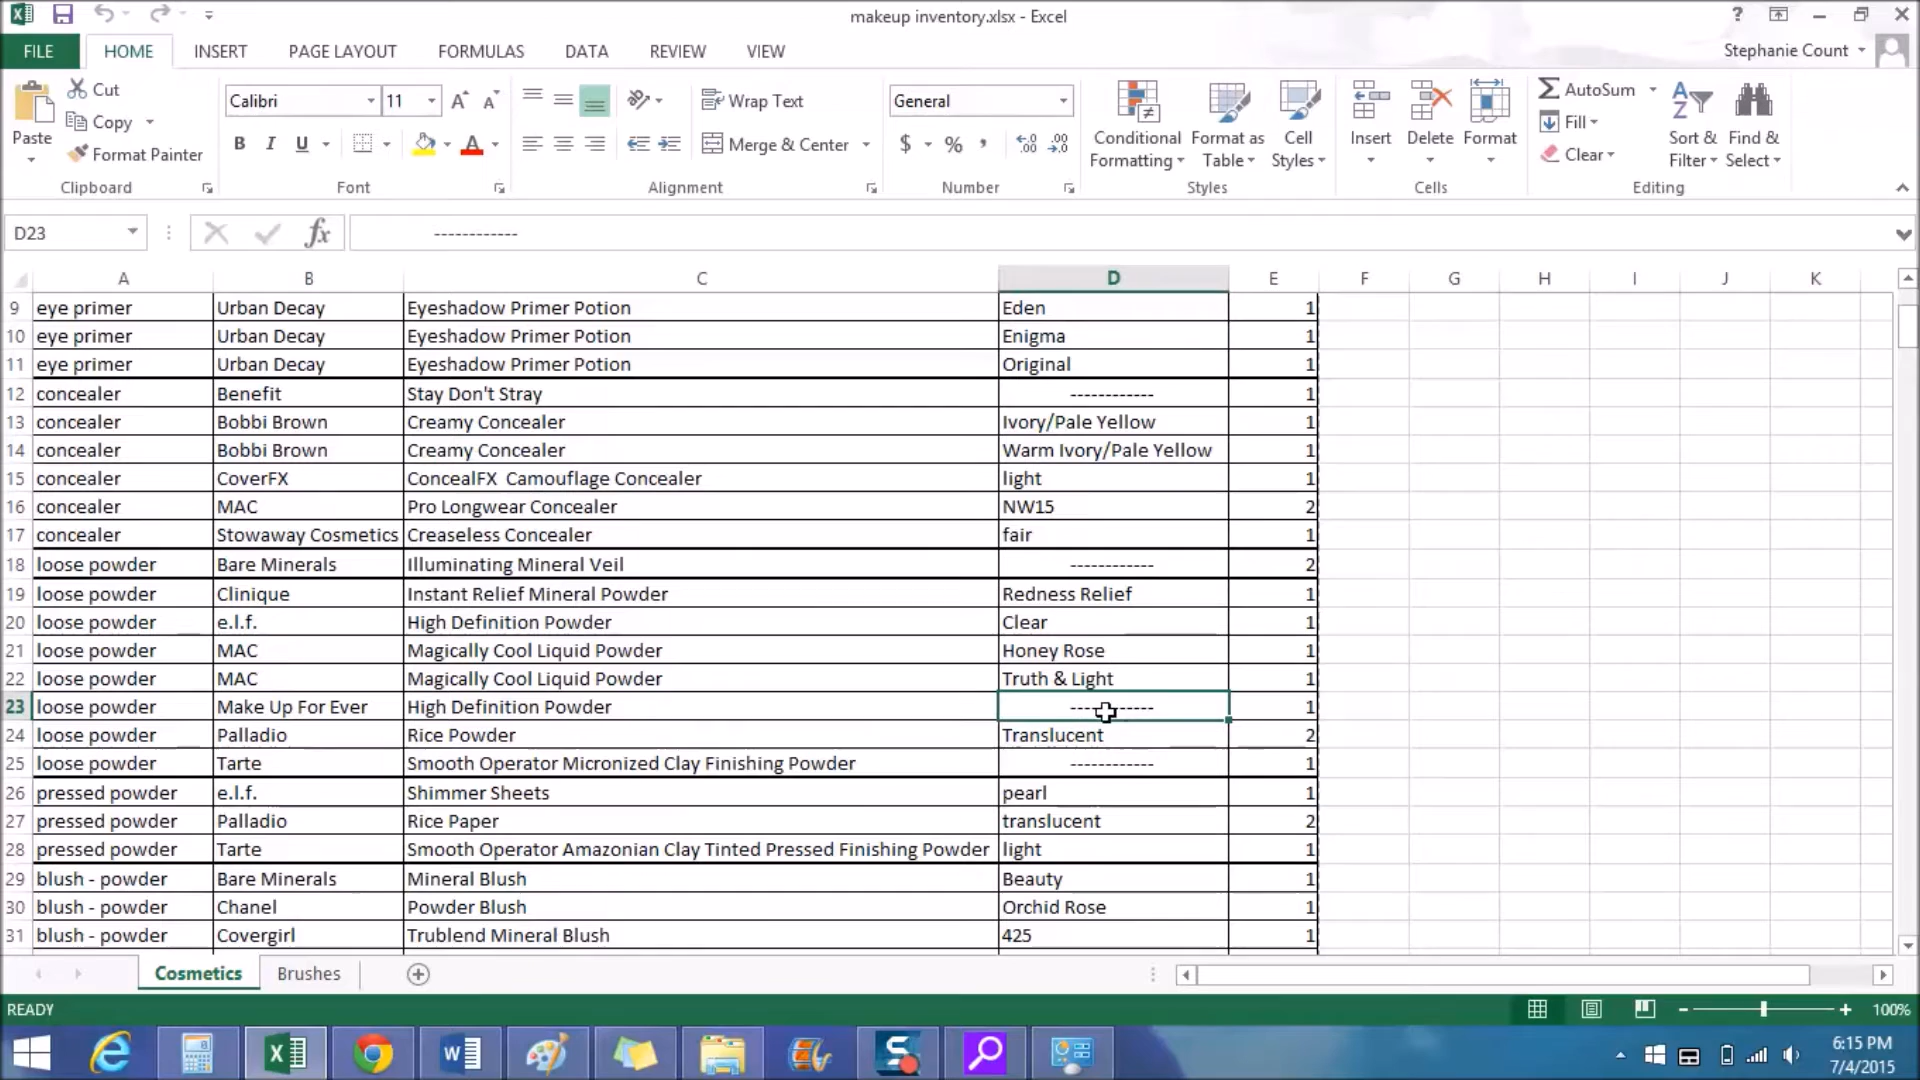 makeup inventory.xlsx - Excel
?
FILE HOME INSERT PAGE LAYOUT FORMULAS DATA REVIEW VIEW Stephanie Count
Paste Cut Copy Format Painter Clipboard
Calibri 11 A A B I U A Font
Wrap Text Merge & Center Alignment
General $ % , Number
Conditional Formatting Format as Table Cell Styles Styles
Insert Delete Format Cells
AutoSum Fill Clear Sort & Filter Find & Select Editing
D23 fx ------------
A B C D E F G H I J K
9 eye primer Urban Decay Eyeshadow Primer Potion Eden 1
10 eye primer Urban Decay Eyeshadow Primer Potion Enigma 1
11 eye primer Urban Decay Eyeshadow Primer Potion Original 1
12 concealer Benefit Stay Don't Stray ------------ 1
13 concealer Bobbi Brown Creamy Concealer Ivory/Pale Yellow 1
14 concealer Bobbi Brown Creamy Concealer Warm Ivory/Pale Yellow 1
15 concealer CoverFX ConcealFX  Camouflage Concealer light 1
16 concealer MAC Pro Longwear Concealer NW15 2
17 concealer Stowaway Cosmetics Creaseless Concealer fair 1
18 loose powder Bare Minerals Illuminating Mineral Veil ------------ 2
19 loose powder Clinique Instant Relief Mineral Powder Redness Relief 1
20 loose powder e.l.f. High Definition Powder Clear 1
21 loose powder MAC Magically Cool Liquid Powder Honey Rose 1
22 loose powder MAC Magically Cool Liquid Powder Truth & Light 1
23 loose powder Make Up For Ever High Definition Powder ------------ 1
24 loose powder Palladio Rice Powder Translucent 2
25 loose powder Tarte Smooth Operator Micronized Clay Finishing Powder ------------ 1
26 pressed powder e.l.f. Shimmer Sheets pearl 1
27 pressed powder Palladio Rice Paper translucent 2
28 pressed powder Tarte Smooth Operator Amazonian Clay Tinted Pressed Finishing Powder light 1
29 blush - powder Bare Minerals Mineral Blush Beauty 1
30 blush - powder Chanel Powder Blush Orchid Rose 1
31 blush - powder Covergirl Trublend Mineral Blush 425 1
Cosmetics Brushes
READY 100%
6:15 PM
7/4/2015